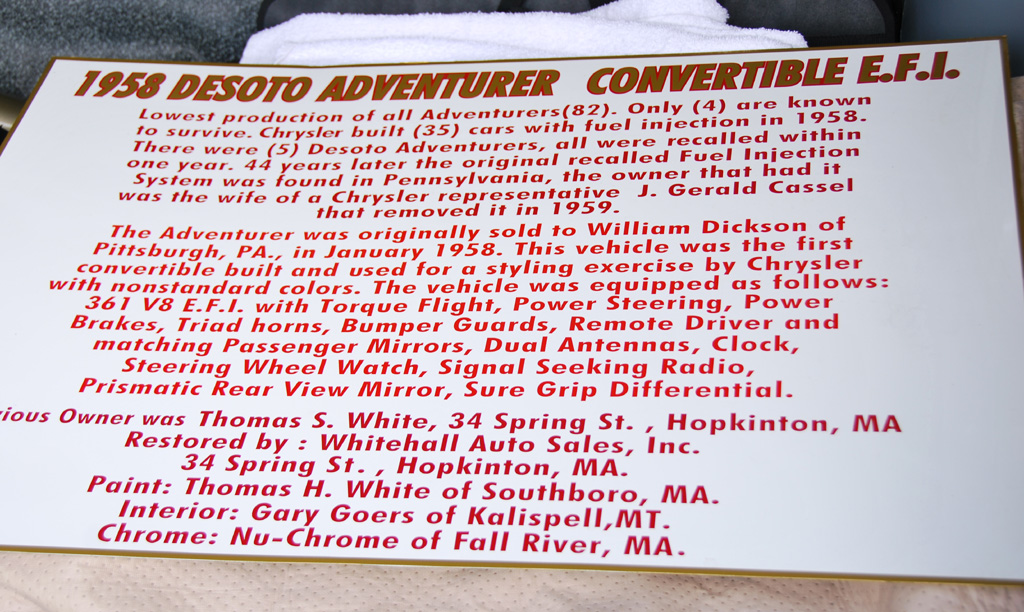 1958 DESOTO ADVENTURER CONVERTIBLE E.F.I.
Lowest production of all Adventurers(82). Only (4) are known
to survive. Chrysler built (35) cars with fuel injection in 1958.
There were (5) Desoto Adventurers, all were recalled within
one year. 44 years later the original recalled Fuel Injection
System was found in Pennsylvania, the owner that had it
was the wife of a Chrysler representative J. Gerald Cassel
that removed it in 1959.
The Adventurer was originally sold to William Dickson of
Pittsburgh, PA., in January 1958. This vehicle was the first
convertible built and used for a styling exercise by Chrysler
with nonstandard colors. The vehicle was equipped as follows:
361 V8 E.F.I. with Torque Flight, Power Steering, Power
Brakes, Triad horns, Bumper Guards, Remote Driver and
matching Passenger Mirrors, Dual Antennas, Clock,
Steering Wheel Watch, Signal Seeking Radio,
Prismatic Rear View Mirror, Sure Grip Differential.
vious Owner was Thomas S. White, 34 Spring St. , Hopkinton, MA
Restored by : Whitehall Auto Sales, Inc.
34 Spring St. , Hopkinton, MA.
Paint: Thomas H. White of Southboro, MA.
Interior: Gary Goers of Kalispell,MT.
Chrome: Nu-Chrome of Fall River, MA.